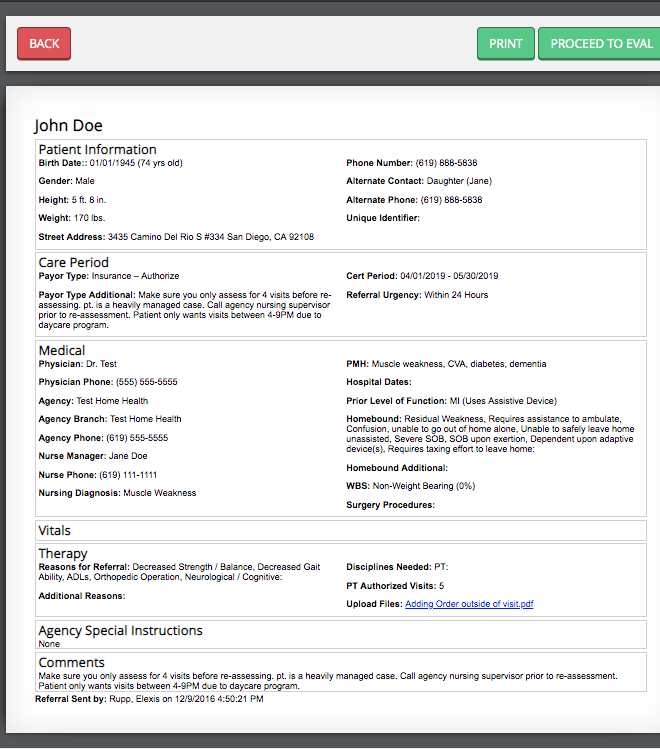 BACK
PRINT
PROCEED TO EVAL
John Doe
Patient Information
Birth Date:: 01/01/1945 (74 yrs old)
Gender: Male
Height: 5 ft. 8 in.
Weight: 170 lbs.
Street Address: 3435 Camino Del Rio S #334 San Diego, CA 92108
Phone Number: (619) 888-5838
Alternate Contact: Daughter (Jane)
Alternate Phone: (619) 888-5838
Unique Identifier:
Care Period
Payor Type: Insurance – Authorize
Payor Type Additional: Make sure you only assess for 4 visits before re-
assessing. pt. is a heavily managed case. Call agency nursing supervisor
prior to re-assessment. Patient only wants visits between 4-9PM due to
daycare program.
Cert Period: 04/01/2019 - 05/30/2019
Referral Urgency: Within 24 Hours
Medical
Physician: Dr. Test
Physician Phone: (555) 555-5555
Agency: Test Home Health
Agency Branch: Test Home Health
Agency Phone: (619) 555-5555
Nurse Manager: Jane Doe
Nurse Phone: (619) 111-1111
Nursing Diagnosis: Muscle Weakness
PMH: Muscle weakness, CVA, diabetes, dementia
Hospital Dates:
Prior Level of Function: MI (Uses Assistive Device)
Homebound: Residual Weakness, Requires assistance to ambulate,
Confusion, unable to go out of home alone, Unable to safely leave home
unassisted, Severe SOB, SOB upon exertion, Dependent upon adaptive
device(s), Requires taxing effort to leave home:
Homebound Additional:
WBS: Non-Weight Bearing (0%)
Surgery Procedures:
Vitals
Therapy
Reasons for Referral: Decreased Strength / Balance, Decreased Gait
Ability, ADLs, Orthopedic Operation, Neurological / Cognitive:
Additional Reasons:
Disciplines Needed: PT:
PT Authorized Visits: 5
Upload Files: Adding Order outside of visit.pdf
Agency Special Instructions
None
Comments
Make sure you only assess for 4 visits before re-assessing. pt. is a heavily managed case. Call agency nursing supervisor prior to re-assessment.
Patient only wants visits between 4-9PM due to daycare program.
Referral Sent by: Rupp, Elexis on 12/9/2016 4:50:21 PM